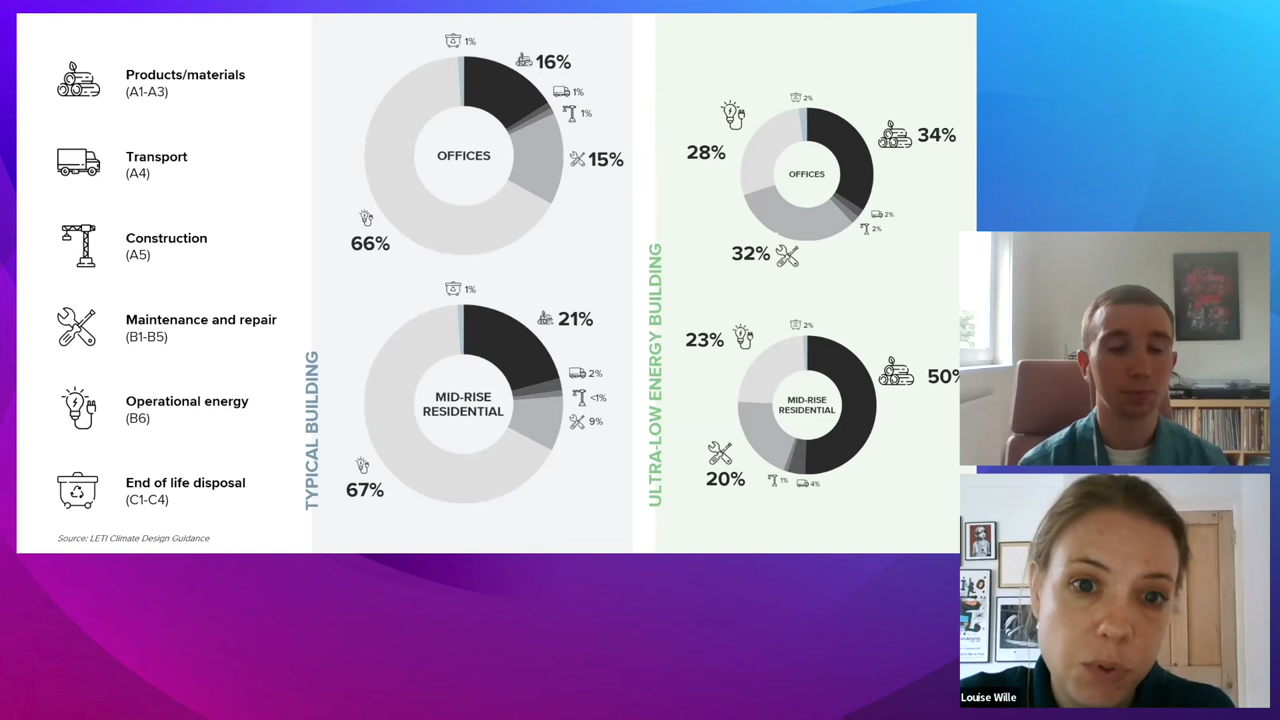 Products/materials
(A1-A3)
Transport
(A4)
Construction
(A5)
Maintenance and repair
(B1-B5)
Operational energy
(B6)
End of life disposal
(C1-C4)
Source: LETI Climate Design Guidance
TYPICAL BUILDING
1%
16%
1%
1%
15%
66%
OFFICES
1%
21%
2%
<1%
9%
67%
MID-RISE
RESIDENTIAL
ULTRA-LOW ENERGY BUILDING
2%
34%
2%
2%
32%
28%
OFFICES
2%
50%
4%
1%
20%
23%
MID-RISE
RESIDENTIAL
Louise Wille